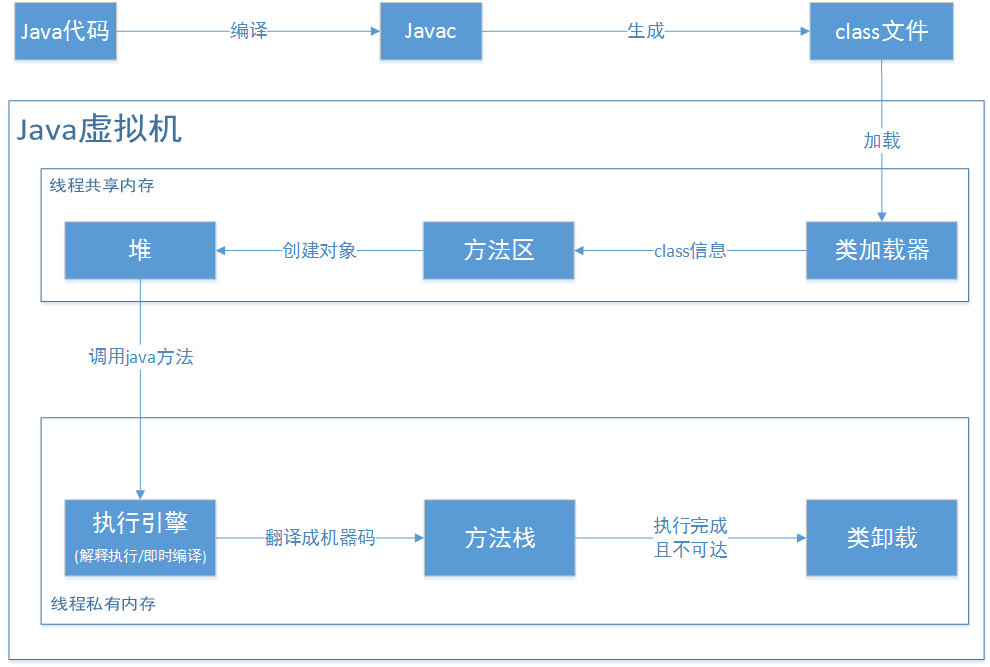 Java代码
编译
Javac
生成
class文件
Java虚拟机
加载
线程共享内存
堆
创建对象
方法区
class信息
类加载器
调用java方法
执行引擎
(解释执行/即时编译)
翻译成机器码
方法栈
执行完成
且不可达
类卸载
线程私有内存